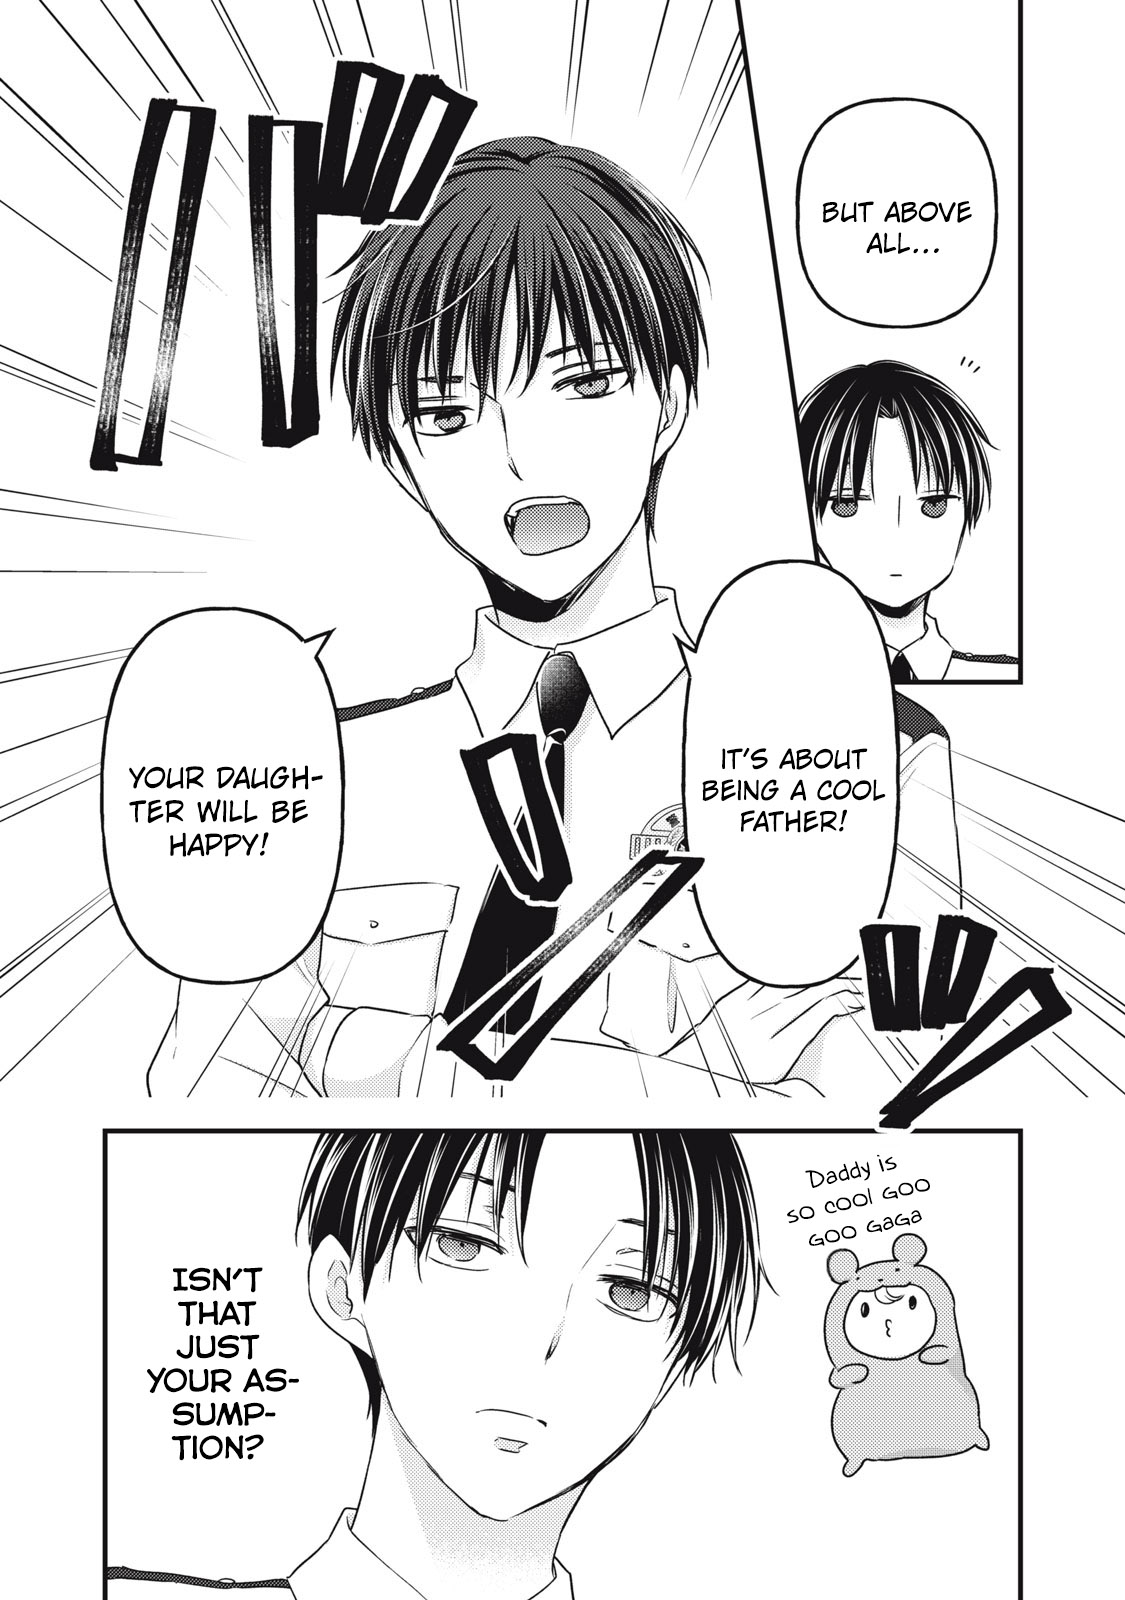 BUT ABOVE
ALL...
IT'S ABOUT
BEING A COOL
FATHER!
YOUR DAUGH-
TER WILL BE
HAPPY!
Daddy is
so cool goo
goo gaga
ISN'T
THAT
JUST
YOUR AS-
SUMP-
TION?